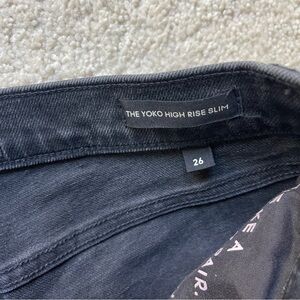 THE YOKO HIGH RISE SLIM
26